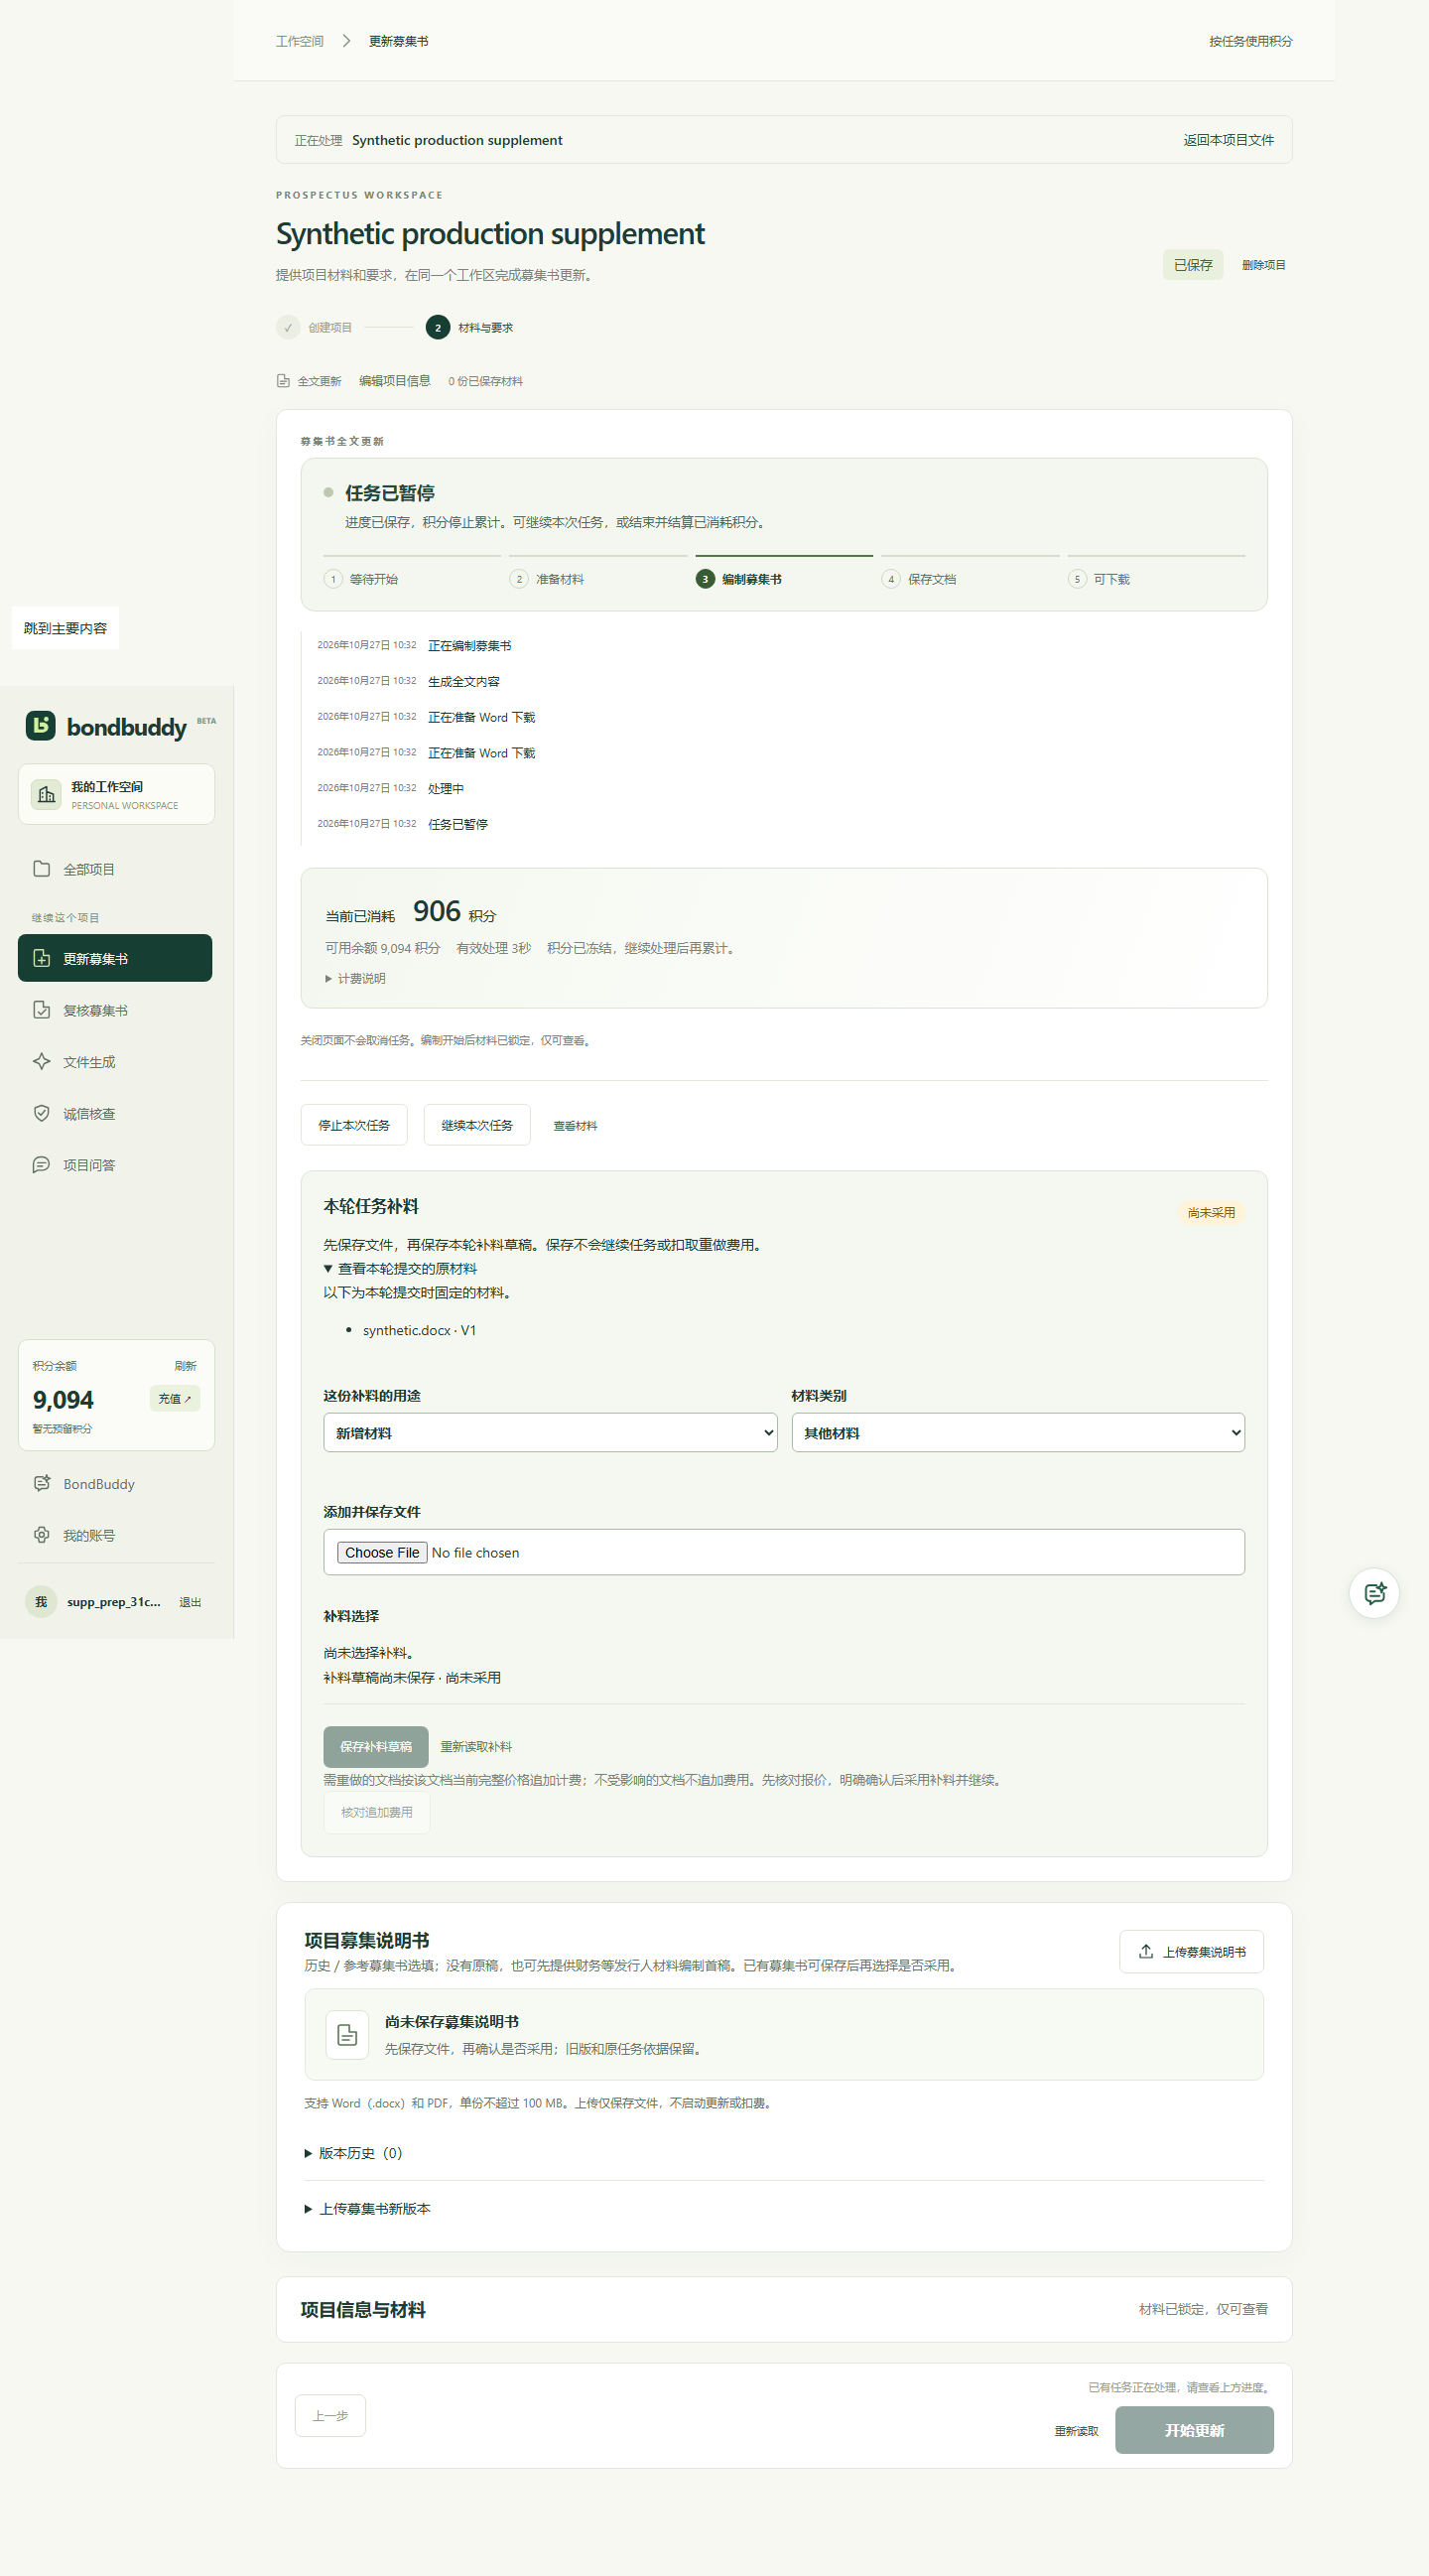 工作空间
更新募集书
按任务使用积分
正在处理 Synthetic production supplement
返回本项目文件
PROSPECTUS WORKSPACE
Synthetic production supplement
提供项目材料和要求，在同一个工作区完成募集书更新。
已保存
删除项目
✓ 创建项目
2 材料与要求
全文更新 编辑项目信息 0 份已保存材料
募集书全文更新
任务已暂停
进度已保存，积分停止累计。可继续本次任务，或结束并结算已消耗积分。
1 等待开始
2 准备材料
3 编制募集书
4 保存文档
5 可下载
2026年10月27日 10:32 正在编制募集书
2026年10月27日 10:32 生成全文内容
2026年10月27日 10:32 正在准备 Word 下载
2026年10月27日 10:32 正在准备 Word 下载
2026年10月27日 10:32 处理中
2026年10月27日 10:32 任务已暂停
当前已消耗 906 积分
可用余额 9,094 积分 有效处理 3秒 积分已冻结，继续处理后再累计。
计费说明
关闭页面不会取消任务。编制开始后材料已锁定，仅可查看。
停止本次任务
继续本次任务
查看材料
本轮任务补料
尚未采用
先保存文件，再保存本轮补料草稿。保存不会继续任务或扣取重做费用。
查看本轮提交的原材料
以下为本轮提交时固定的材料。
• synthetic.docx · V1
这份补料的用途
材料类别
新增材料
其他材料
添加并保存文件
Choose File No file chosen
补料选择
尚未选择补料。
补料草稿尚未保存 · 尚未采用
保存补料草稿
重新读取补料
需重做的文档按该文档当前完整价格追加计费；不受影响的文档不追加费用。先核对报价，明确确认后采用补料并继续。
核对追加费用
项目募集说明书
历史 / 参考募集书选填；没有原稿，也可先提供财务等发行人材料编制首稿。已有募集书可保存后再选择是否采用。
上传募集说明书
尚未保存募集说明书
先保存文件，再确认是否采用；旧版和原任务依据保留。
支持 Word（.docx）和 PDF，单份不超过 100 MB。上传仅保存文件，不启动更新或扣费。
版本历史（0）
上传募集书新版本
项目信息与材料
材料已锁定，仅可查看
已有任务正在处理，请查看上方进度。
上一步
重新读取
开始更新
跳到主要内容
bondbuddy BETA
我的工作空间
PERSONAL WORKSPACE
全部项目
继续这个项目
更新募集书
复核募集书
文件生成
诚信核查
项目问答
积分余额
刷新
9,094
充值 ↗
暂无预留积分
BondBuddy
我的账号
我 supp_prep_31c... 退出